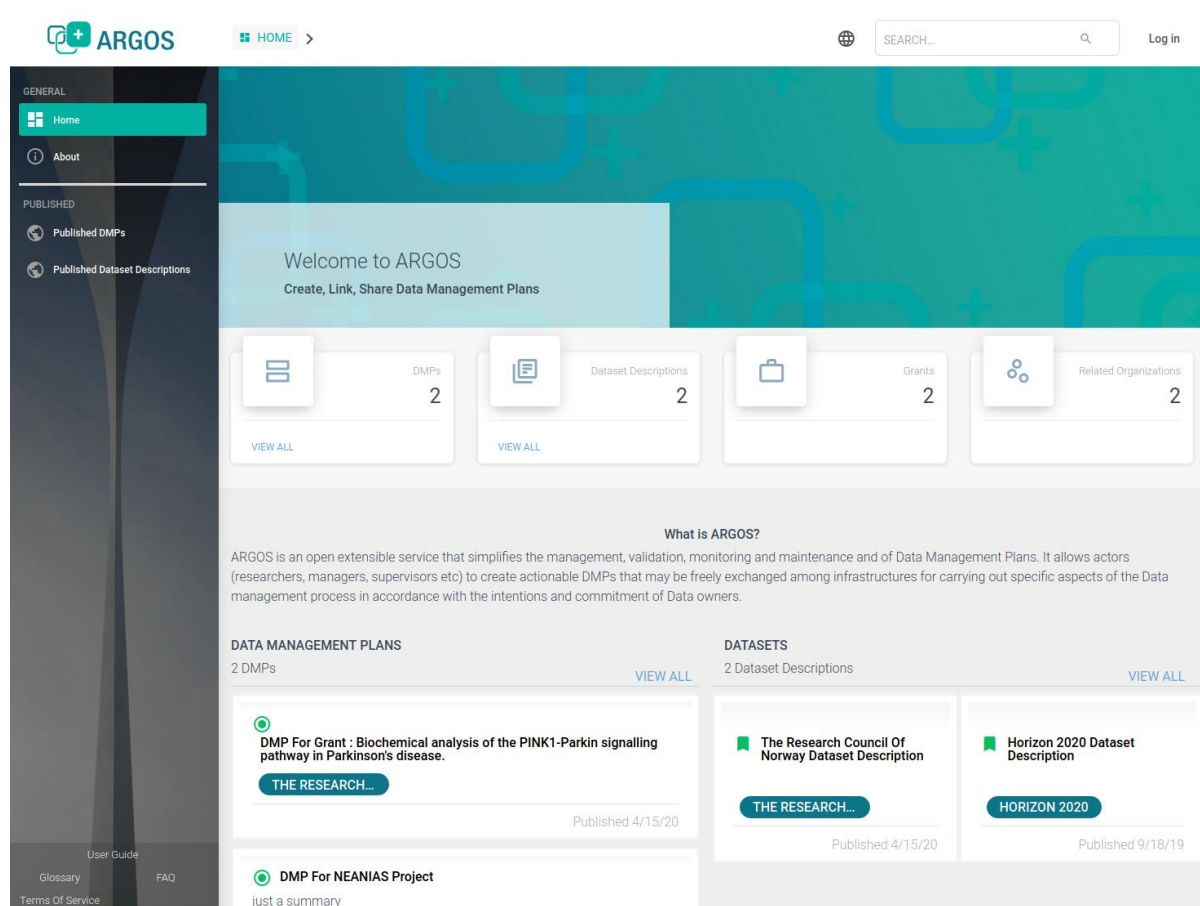 ARGOS
HOME
SEARCH...
Log in
GENERAL
Home
About
PUBLISHED
Published DMPs
Published Dataset Descriptions
User Guide
Glossary
FAQ
Terms Of Service
Welcome to ARGOS
Create, Link, Share Data Management Plans
DMPs
2
VIEW ALL
Dataset Descriptions
2
VIEW ALL
Grants
2
Related Organizations
2
What is ARGOS?
ARGOS is an open extensible service that simplifies the management, validation, monitoring and maintenance and of Data Management Plans. It allows actors
(researchers, managers, supervisors etc) to create actionable DMPs that may be freely exchanged among infrastructures for carrying out specific aspects of the Data
management process in accordance with the intentions and commitment of Data owners.
DATA MANAGEMENT PLANS
2 DMPs
VIEW ALL
DMP For Grant : Biochemical analysis of the PINK1-Parkin signalling
pathway in Parkinson's disease.
THE RESEARCH...
Published 4/15/20
DMP For NEANIAS Project
just a summary
DATASETS
2 Dataset Descriptions
VIEW ALL
The Research Council Of
Norway Dataset Description
THE RESEARCH...
Published 4/15/20
Horizon 2020 Dataset
Description
HORIZON 2020
Published 9/18/19